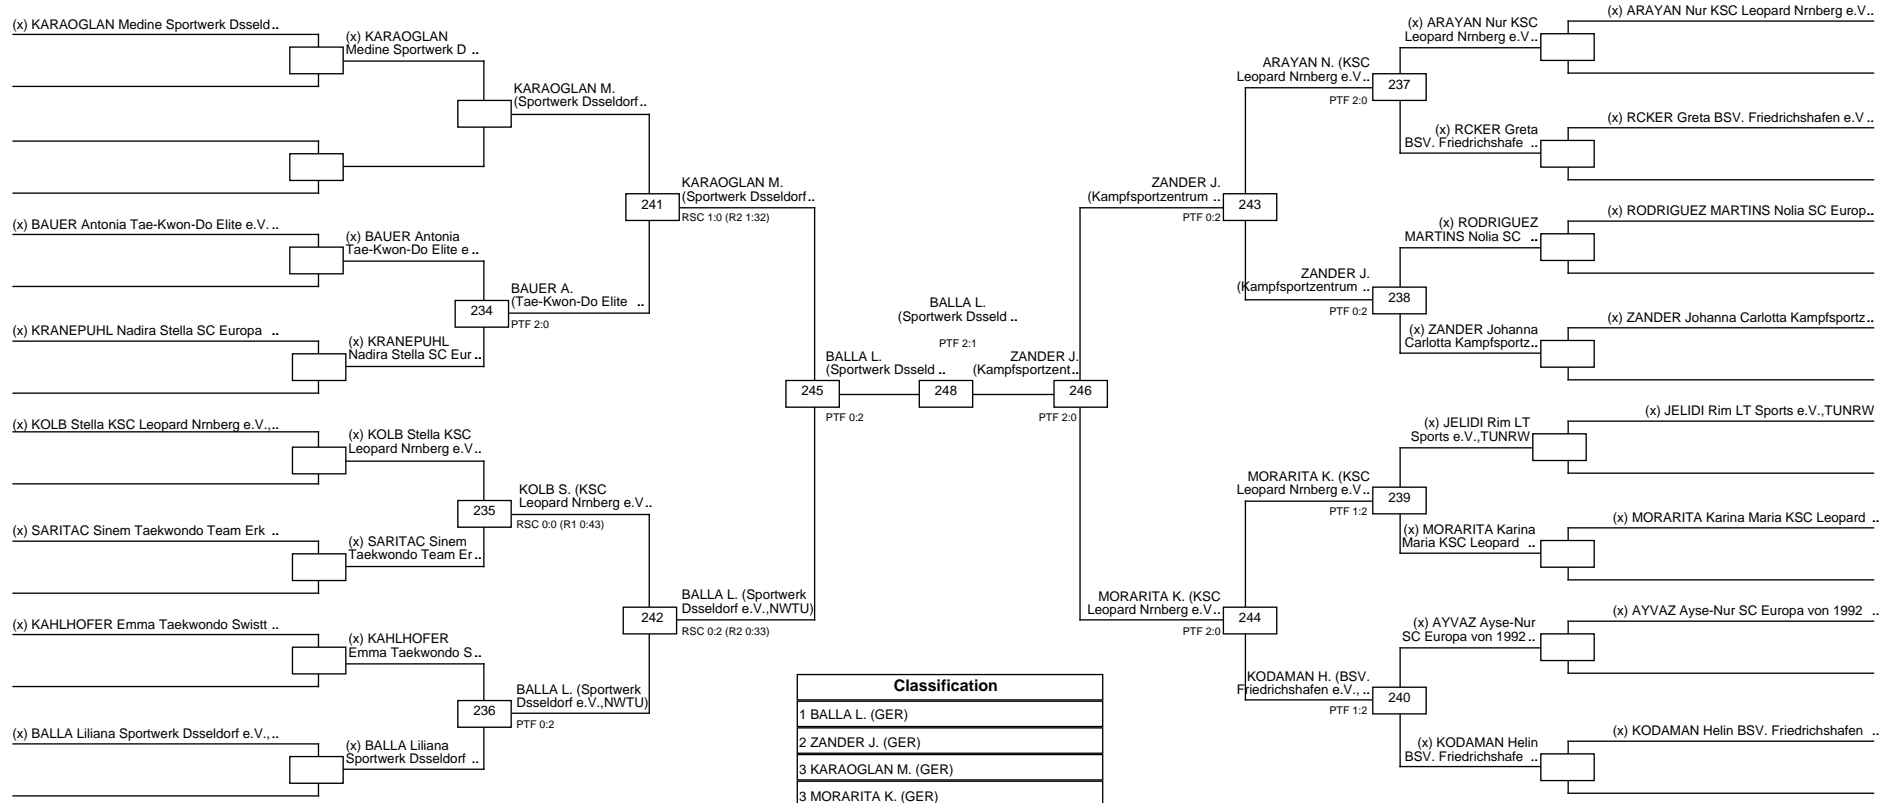 (x) KARAOGLAN Medine Sportwerk Dsseld..
(x) KARAOGLAN
Medine Sportwerk D ..
KARAOGLAN M.
(Sportwerk Dsseldorf..
KARAOGLAN M.
(Sportwerk Dsseldorf..
241
RSC 1:0 (R2 1:32)
(x) BAUER Antonia Tae-Kwon-Do Elite e.V. ..
(x) BAUER Antonia
Tae-Kwon-Do Elite e ..
BAUER A.
(Tae-Kwon-Do Elite ..
234
PTF 2:0
(x) KRANEPUHL Nadira Stella SC Europa ..
(x) KRANEPUHL
Nadira Stella SC Eur ..
(x) KOLB Stella KSC Leopard Nrnberg e.V.,..
(x) KOLB Stella KSC
Leopard Nrnberg e.V..
KOLB S. (KSC
Leopard Nrnberg e.V..
235
RSC 0:0 (R1 0:43)
(x) SARITAC Sinem Taekwondo Team Erk ..
(x) SARITAC Sinem
Taekwondo Team Er ..
BALLA L. (Sportwerk
Dsseldorf e.V.,NWTU)
242
RSC 0:2 (R2 0:33)
(x) KAHLHOFER Emma Taekwondo Swistt ..
(x) KAHLHOFER
Emma Taekwondo S..
BALLA L. (Sportwerk
Dsseldorf e.V.,NWTU)
236
PTF 0:2
(x) BALLA Liliana Sportwerk Dsseldorf e.V.,..
(x) BALLA Liliana
Sportwerk Dsseldorf ..
BALLA L.
(Sportwerk Dsseld ..
PTF 2:1
BALLA L.
(Sportwerk Dsseld ..
245
PTF 0:2
248
ZANDER J.
(Kampfsportzent..
246
PTF 2:0
(x) ARAYAN Nur KSC Leopard Nrnberg e.V..
(x) ARAYAN Nur KSC
Leopard Nrnberg e.V ..
ARAYAN N. (KSC
Leopard Nrnberg e.V ..
237
PTF 2:0
(x) RCKER Greta BSV. Friedrichshafen e.V ..
(x) RCKER Greta
BSV. Friedrichshafe ..
ZANDER J.
(Kampfsportzentrum ..
243
PTF 0:2
(x) RODRIGUEZ MARTINS Nolia SC Europ..
(x) RODRIGUEZ
MARTINS Nolia SC ..
ZANDER J.
(Kampfsportzentrum ..
238
PTF 0:2
(x) ZANDER Johanna Carlotta Kampfsportz..
(x) ZANDER Johanna
Carlotta Kampfsportz..
(x) JELIDI Rim LT Sports e.V.,TUNRW
(x) JELIDI Rim LT
Sports e.V.,TUNRW
MORARITA K. (KSC
Leopard Nrnberg e.V ..
239
PTF 1:2
(x) MORARITA Karina Maria KSC Leopard ..
(x) MORARITA Karina
Maria KSC Leopard ..
MORARITA K. (KSC
Leopard Nrnberg e.V..
244
PTF 2:0
(x) AYVAZ Ayse-Nur SC Europa von 1992 ..
(x) AYVAZ Ayse-Nur
SC Europa von 1992 ..
KODAMAN H. (BSV.
Friedrichshafen e.V., ..
240
PTF 1:2
(x) KODAMAN Helin BSV. Friedrichshafen ..
(x) KODAMAN Helin
BSV. Friedrichshafe ..
Classification
1 BALLA L. (GER)
2 ZANDER J. (GER)
3 KARAOGLAN M. (GER)
3 MORARITA K. (GER)